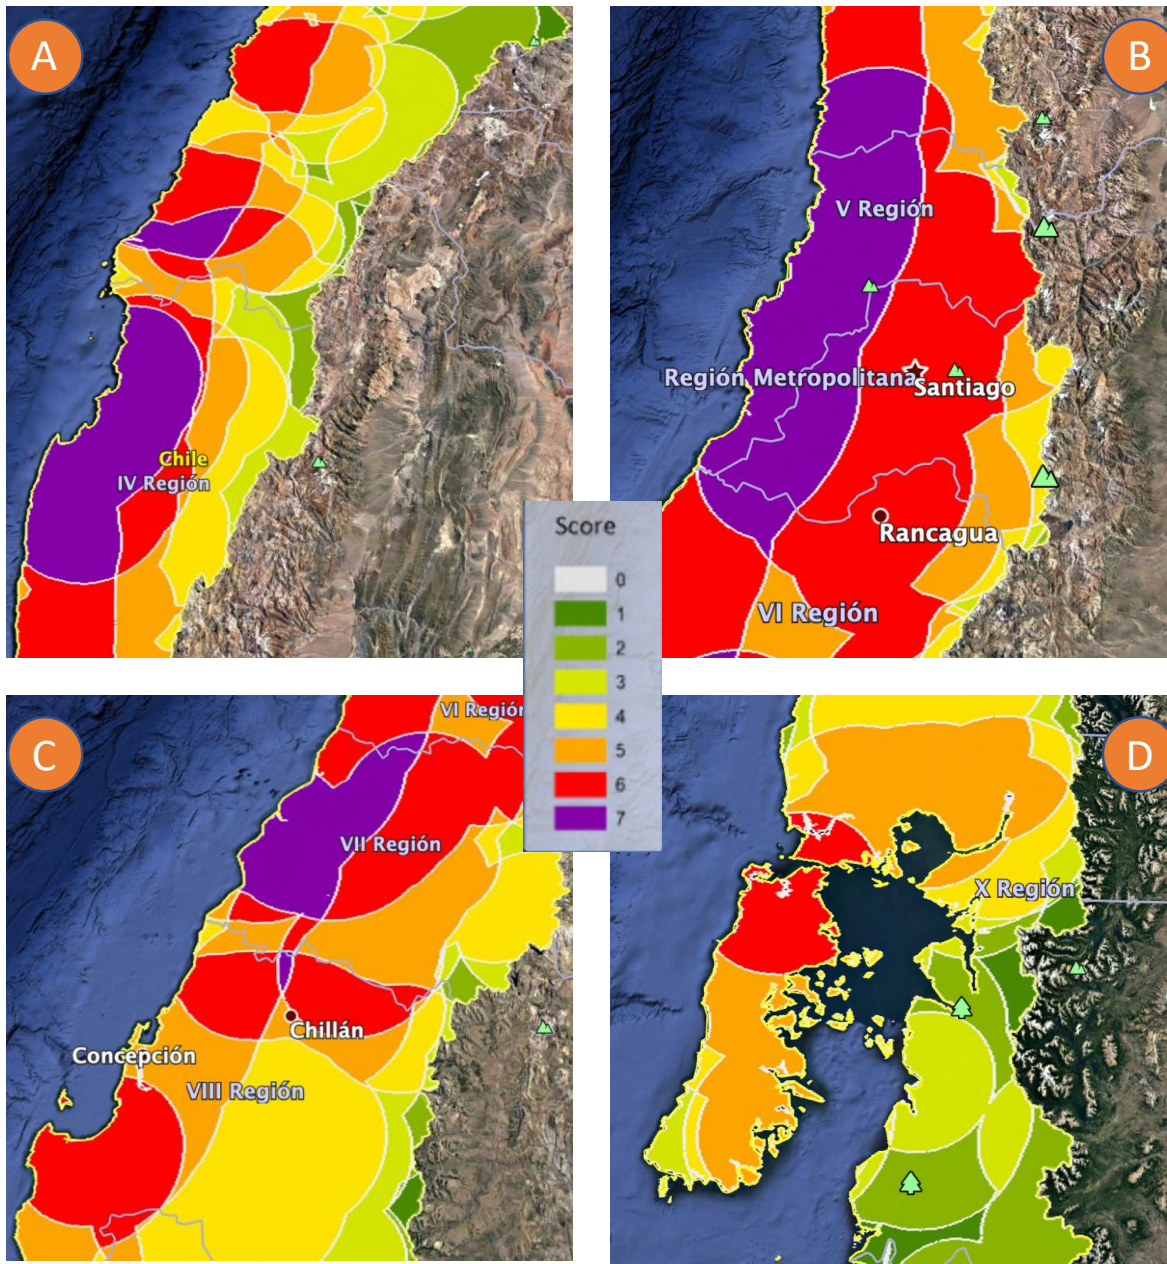 A
Chile
IV Región
B
V Región
Región Metropolitana
Santiago
Rancagua
VI Región
Score
0
1
2
3
4
5
6
7
C
VI Región
VII Región
Chillán
Concepción
VIII Región
D
X Región